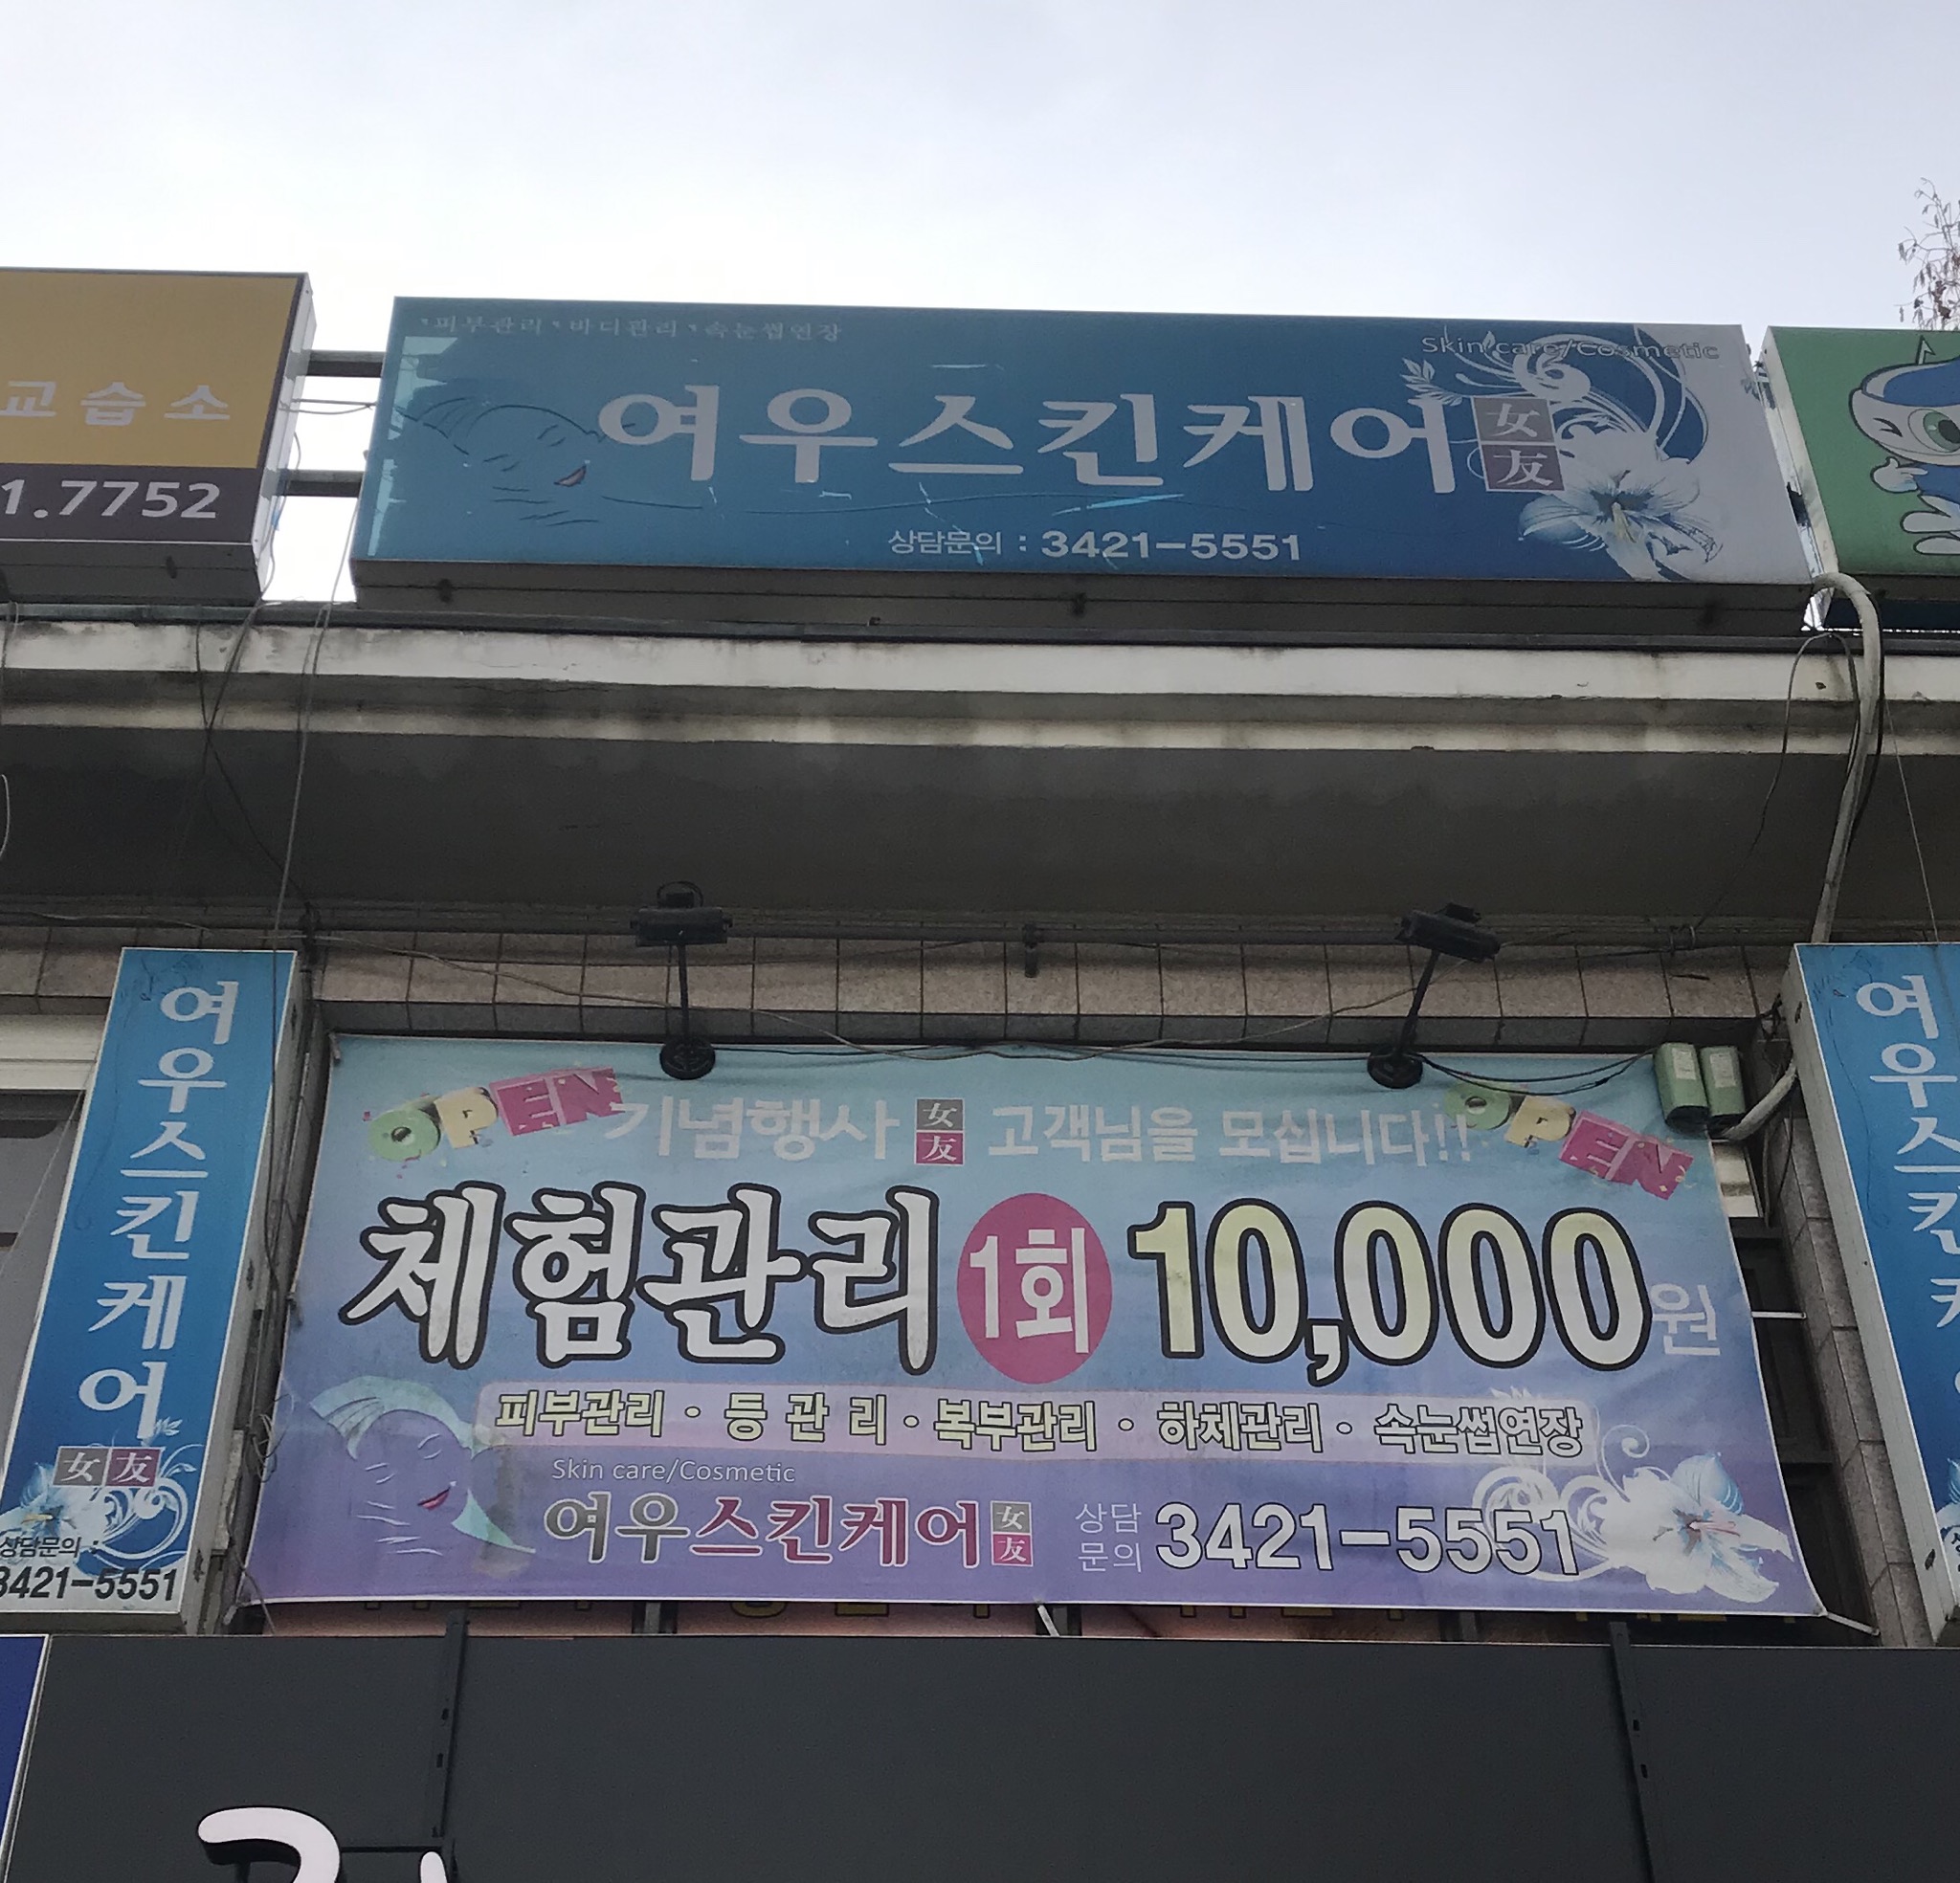 교습소
1.7752
피부관리 · 바디관리 · 속눈썹연장
Skin care/Cosmetic
여우스킨케어 女友
상담문의 : 3421-5551
여우스킨케어
女友
상담문의 :
3421-5551
OPEN 기념행사 女友 고객님을 모십니다!! OPEN
체험관리 1회 10,000원
피부관리 · 등관리 · 복부관리 · 하체관리 · 속눈썹연장
Skin care/Cosmetic
여우스킨케어 女友 상담문의 3421-5551
여우스킨